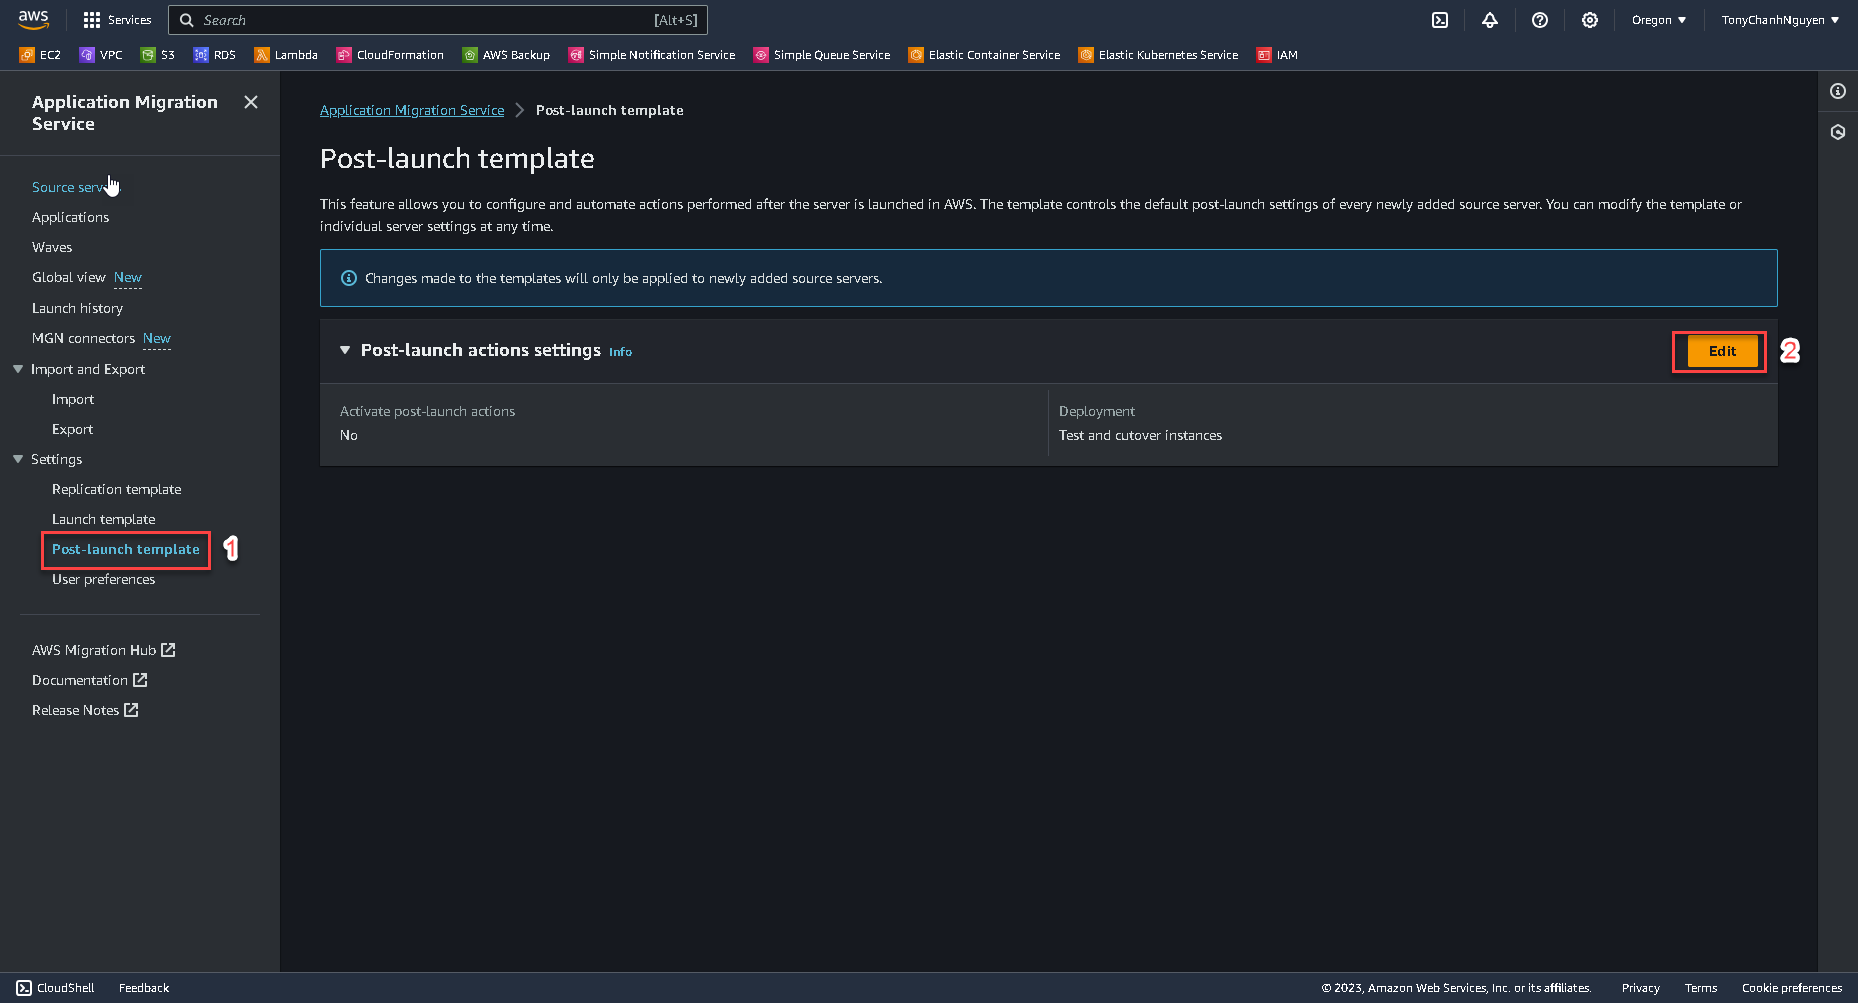 aws
Services
Search
[Alt+S]
Oregon ▼
TonyChanhNguyen ▼
EC2
VPC
S3
RDS
Lambda
CloudFormation
AWS Backup
Simple Notification Service
Simple Queue Service
Elastic Container Service
Elastic Kubernetes Service
IAM
Application Migration
Service
Source
Applications
Waves
Global view New
Launch history
MGN connectors New
Import and Export
Import
Export
Settings
Replication template
Launch template
Post-launch template
1
User preferences
AWS Migration Hub
Documentation
Release Notes
Application Migration Service
Post-launch template
Post-launch template
This feature allows you to configure and automate actions performed after the server is launched in AWS. The template controls the default post-launch settings of every newly added source server. You can modify the template or
individual server settings at any time.
Changes made to the templates will only be applied to newly added source servers.
Post-launch actions settings Info
Edit
2
Activate post-launch actions
No
Deployment
Test and cutover instances
CloudShell
Feedback
© 2023, Amazon Web Services, Inc. or its affiliates.
Privacy
Terms
Cookie preferences